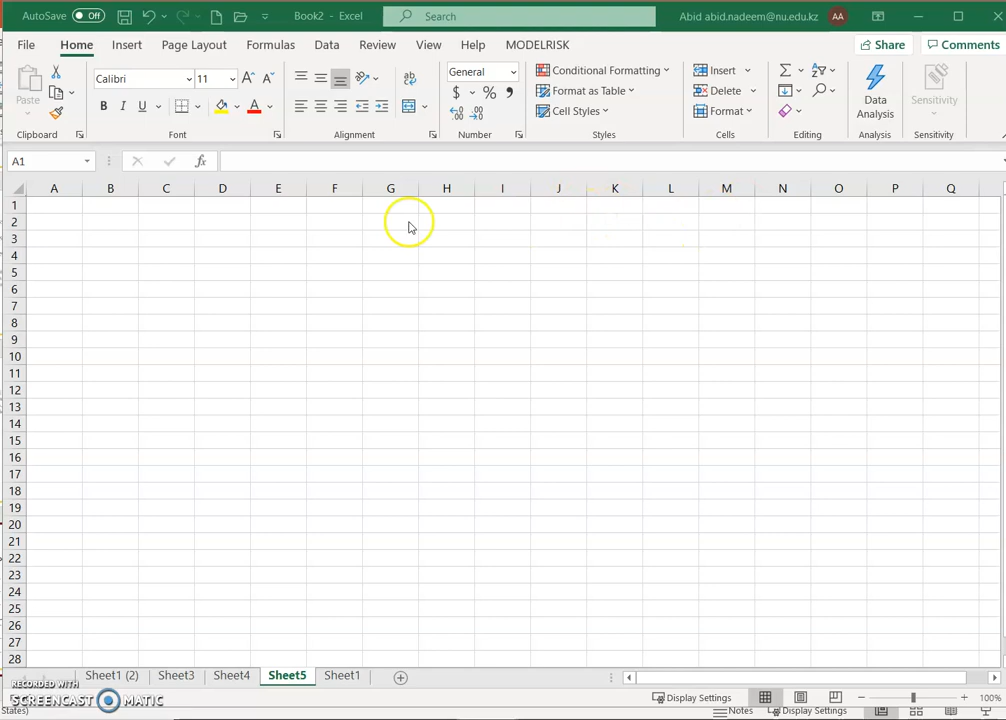 AutoSave Off Book2 - Excel Search Abid abid.nadeem@nu.edu.kz AA
File Home Insert Page Layout Formulas Data Review View Help MODELRISK Share Comments
Paste Calibri 11 General Conditional Formatting Insert Σ Data Analysis Sensitivity
B I U A $ % Format as Table Delete
Cell Styles Format
Clipboard Font Alignment Number Styles Cells Editing Analysis Sensitivity
A1 fx
A B C D E F G H I J K L M N O P Q
1
2
3
4
5
6
7
8
9
10
11
12
13
14
15
16
17
18
19
20
21
22
23
24
25
26
27
28
Sheet1 (2) Sheet3 Sheet4 Sheet5 Sheet1
RECORDED WITH
SCREENCAST MATIC
Display Settings 100%
States) Notes Display Settings